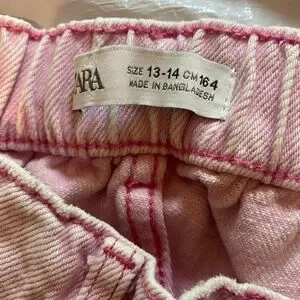 ZARA
SIZE 13-14 CM 164
MADE IN BANGLADESH